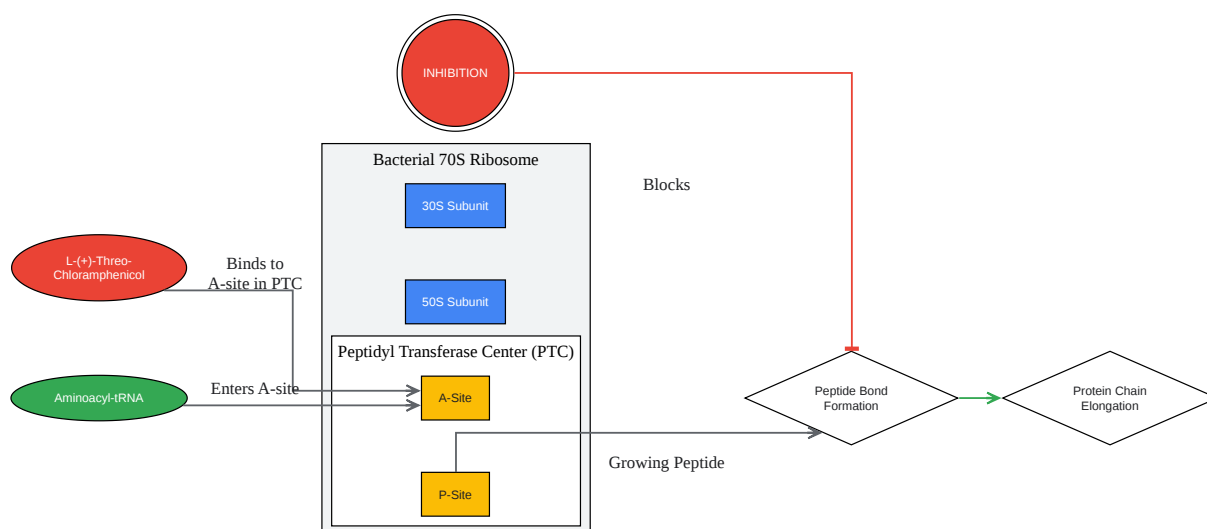 INHIBITION
Bacterial 70S Ribosome
30S Subunit
Blocks
L-(+)-Threo-
Chloramphenicol
Binds to
A-site in PTC
50S Subunit
Peptidyl Transferase Center (PTC)
Aminoacyl-tRNA
Enters A-site
A-Site
Peptide Bond
Formation
Protein Chain
Elongation
Growing Peptide
P-Site